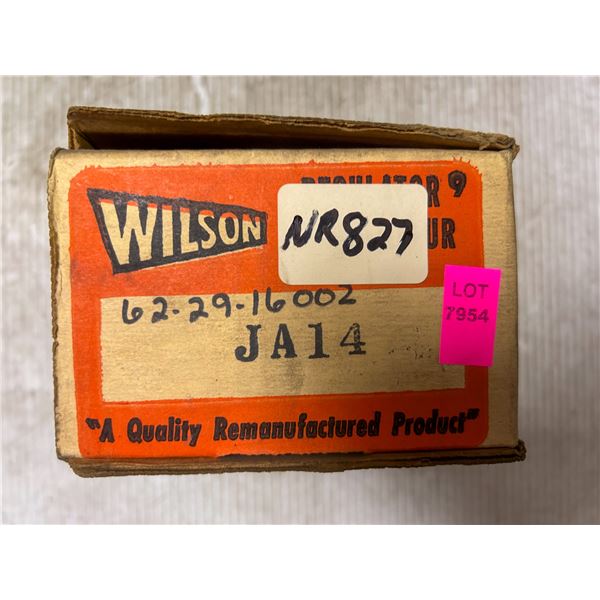 WILSON
NR827
62-29-16002
JA14
LOT
7954
"A Quality Remanufactured Product"